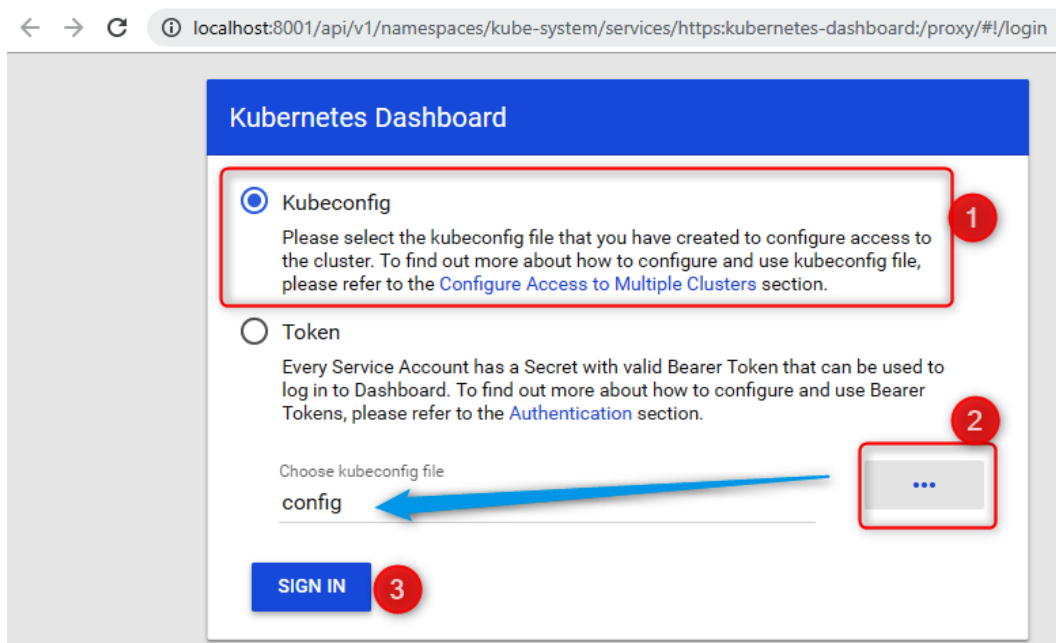 localhost:8001/api/v1/namespaces/kube-system/services/https:kubernetes-dashboard:/proxy/#!/login
Kubernetes Dashboard
Kubeconfig
1
Please select the kubeconfig file that you have created to configure access to
the cluster. To find out more about how to configure and use kubeconfig file,
please refer to the Configure Access to Multiple Clusters section.
Token
Every Service Account has a Secret with valid Bearer Token that can be used to
log in to Dashboard. To find out more about how to configure and use Bearer
Tokens, please refer to the Authentication section.
2
Choose kubeconfig file
config
...
SIGN IN
3